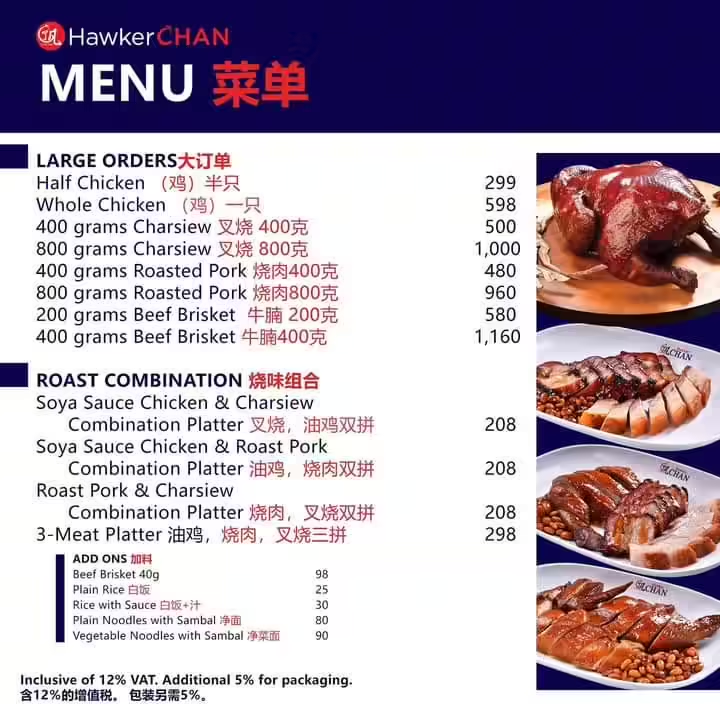 HawkerCHAN
MENU 菜单
LARGE ORDERS大订单
Half Chicken （鸡）半只 299
Whole Chicken （鸡）一只 598
400 grams Charsiew 叉烧 400克 500
800 grams Charsiew 叉烧 800克 1,000
400 grams Roasted Pork 烧肉400克 480
800 grams Roasted Pork 烧肉800克 960
200 grams Beef Brisket 牛腩 200克 580
400 grams Beef Brisket 牛腩400克 1,160
ROAST COMBINATION 烧味组合
Soya Sauce Chicken & Charsiew
Combination Platter 叉烧，油鸡双拼 208
Soya Sauce Chicken & Roast Pork
Combination Platter 油鸡，烧肉双拼 208
Roast Pork & Charsiew
Combination Platter 烧肉，叉烧双拼 208
3-Meat Platter 油鸡，烧肉，叉烧三拼 298
ADD ONS 加料
Beef Brisket 40g 98
Plain Rice 白饭 25
Rice with Sauce 白饭+汁 30
Plain Noodles with Sambal 净面 80
Vegetable Noodles with Sambal 净菜面 90
Inclusive of 12% VAT. Additional 5% for packaging.
含12%的增值税。 包装另需5%。
CHAN
CHAN
CHAN